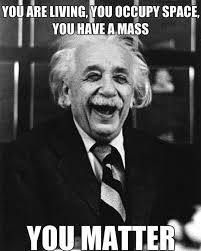 YOU ARE LIVING, YOU OCCUPY SPACE,
YOU HAVE A MASS
YOU MATTER